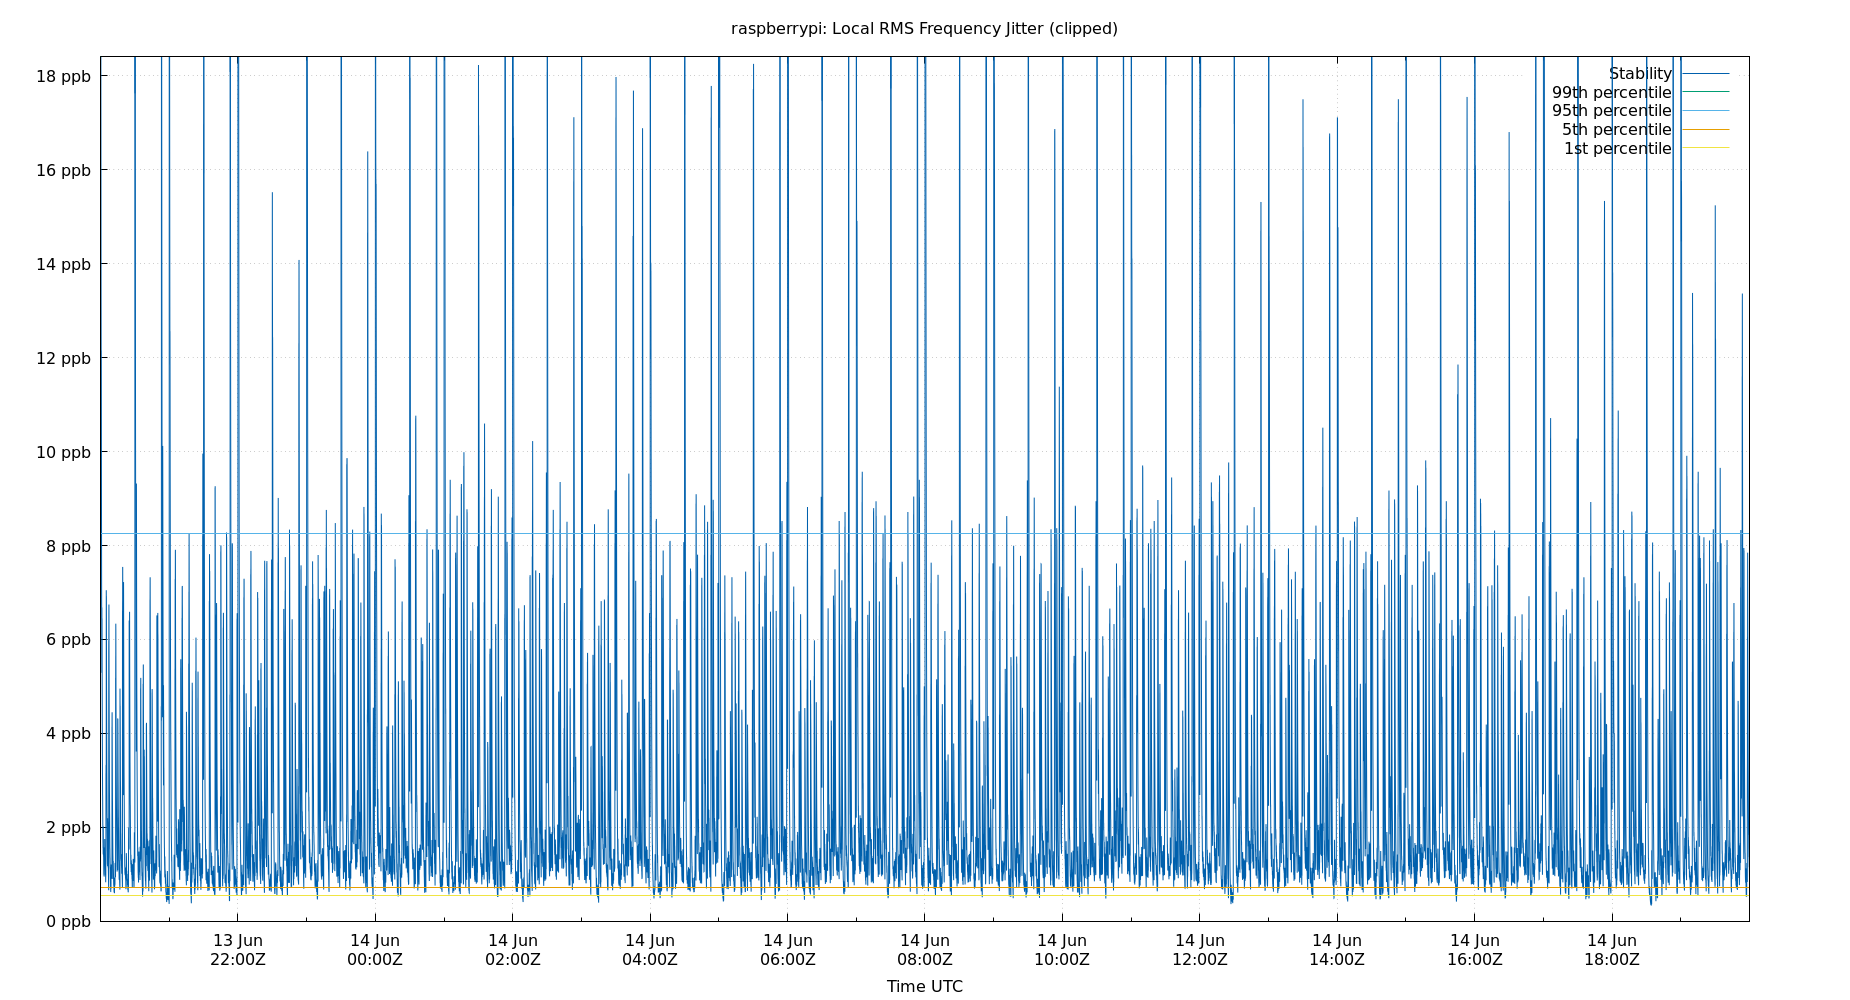 raspberrypi: Local RMS Frequency Jitter (clipped)
18 ppb
16 ppb
14 ppb
12 ppb
10 ppb
8 ppb
6 ppb
4 ppb
2 ppb
0 ppb
Stability
99th percentile
95th percentile
5th percentile
1st percentile
13 Jun 14 Jun 14 Jun 14 Jun 14 Jun 14 Jun 14 Jun 14 Jun 14 Jun 14 Jun 14 Jun
22:00Z 00:00Z 02:00Z 04:00Z 06:00Z 08:00Z 10:00Z 12:00Z 14:00Z 16:00Z 18:00Z
Time UTC